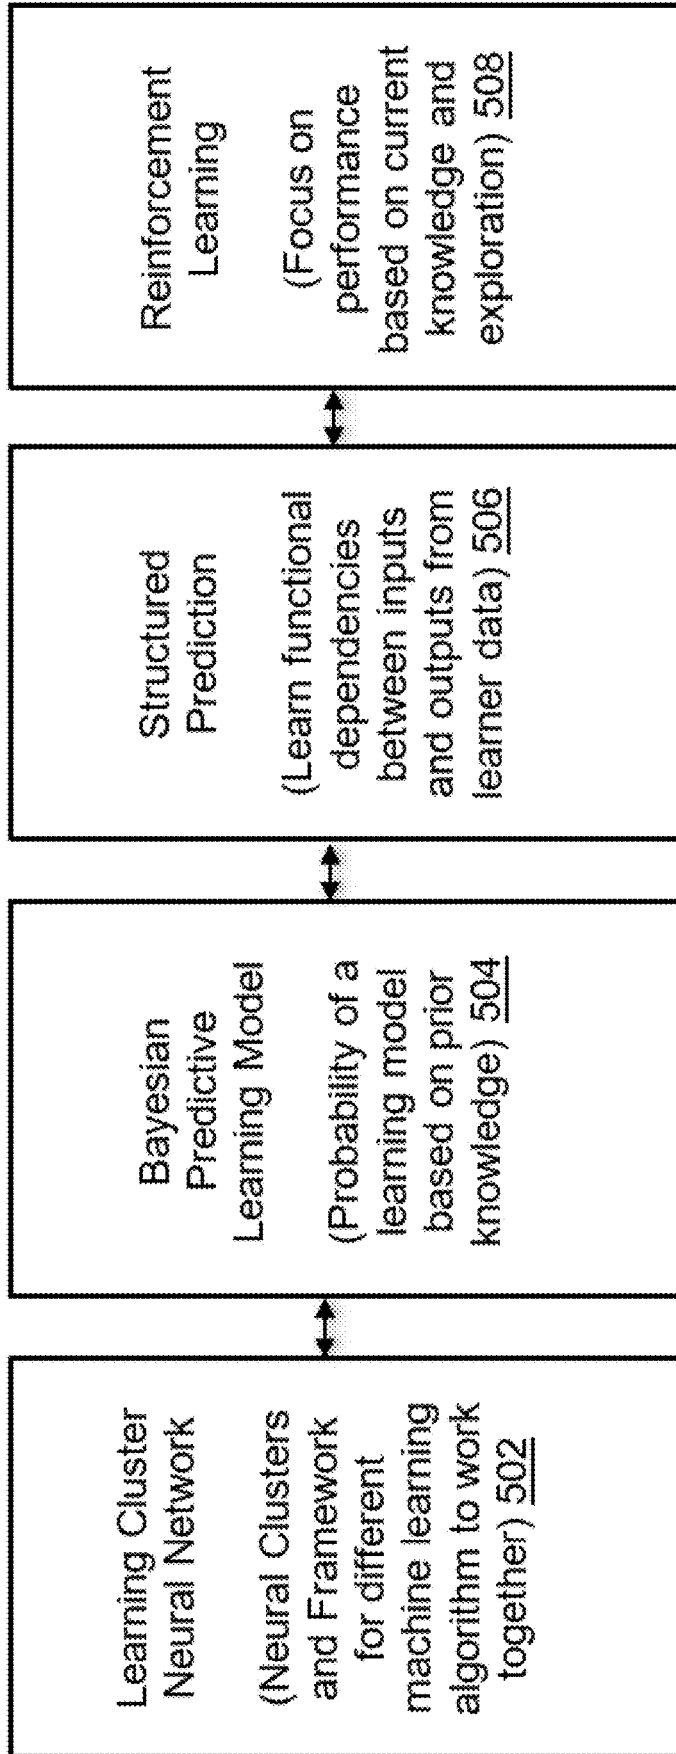 Learning Cluster
Neural Network
(Neural Clusters
and Framework
for different
machine learning
algorithm to work
together) 502
Bayesian
Predictive
Learning Model
(Probability of a
learning model
based on prior
knowledge) 504
Structured
Prediction
(Learn functional
dependencies
between inputs
and outputs from
learner data) 506
Reinforcement
Learning
(Focus on
performance
based on current
knowledge and
exploration) 508